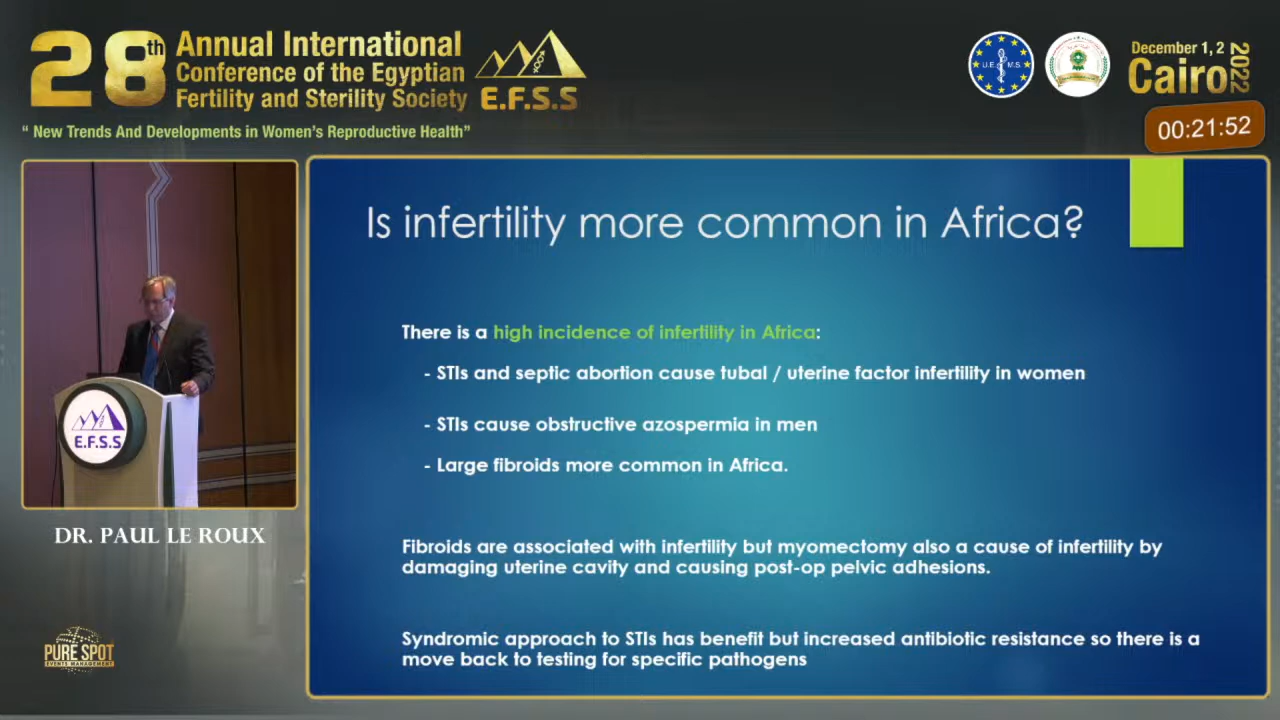 28th
Annual International
Conference of the Egyptian
Fertility and Sterility Society
E.F.S.S
“ New Trends And Developments in Women's Reproductive Health”
U.E.M.S.
December 1, 2
Cairo
2022
00:21:52
Is infertility more common in Africa?
There is a high incidence of infertility in Africa:
- STIs and septic abortion cause tubal / uterine factor infertility in women
- STIs cause obstructive azospermia in men
- Large fibroids more common in Africa.
Fibroids are associated with infertility but myomectomy also a cause of infertility by
damaging uterine cavity and causing post-op pelvic adhesions.
Syndromic approach to STIs has benefit but increased antibiotic resistance so there is a
move back to testing for specific pathogens
E.F.S.S
DR. PAUL LE ROUX
PURE SPOT
EVENTS MANAGEMENT